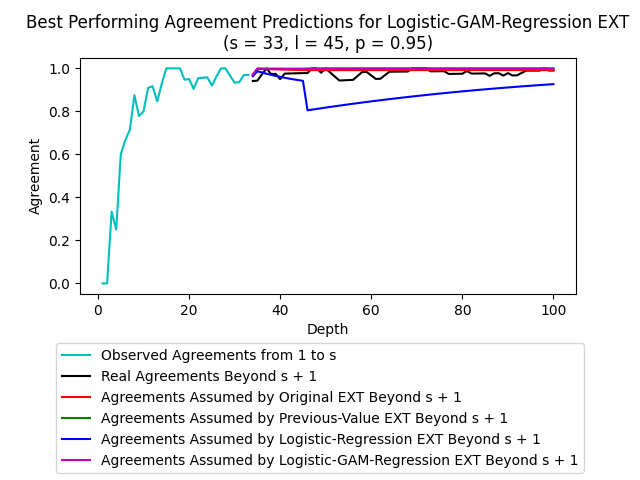 Best Performing Agreement Predictions for Logistic-GAM-Regression EXT
(s = 33, l = 45, p = 0.95)
1.0
0.8
0.6
0.4
0.2
0.0
Agreement
0 20 40 60 80 100
Depth
Observed Agreements from 1 to s
Real Agreements Beyond s + 1
Agreements Assumed by Original EXT Beyond s + 1
Agreements Assumed by Previous-Value EXT Beyond s + 1
Agreements Assumed by Logistic-Regression EXT Beyond s + 1
Agreements Assumed by Logistic-GAM-Regression EXT Beyond s + 1